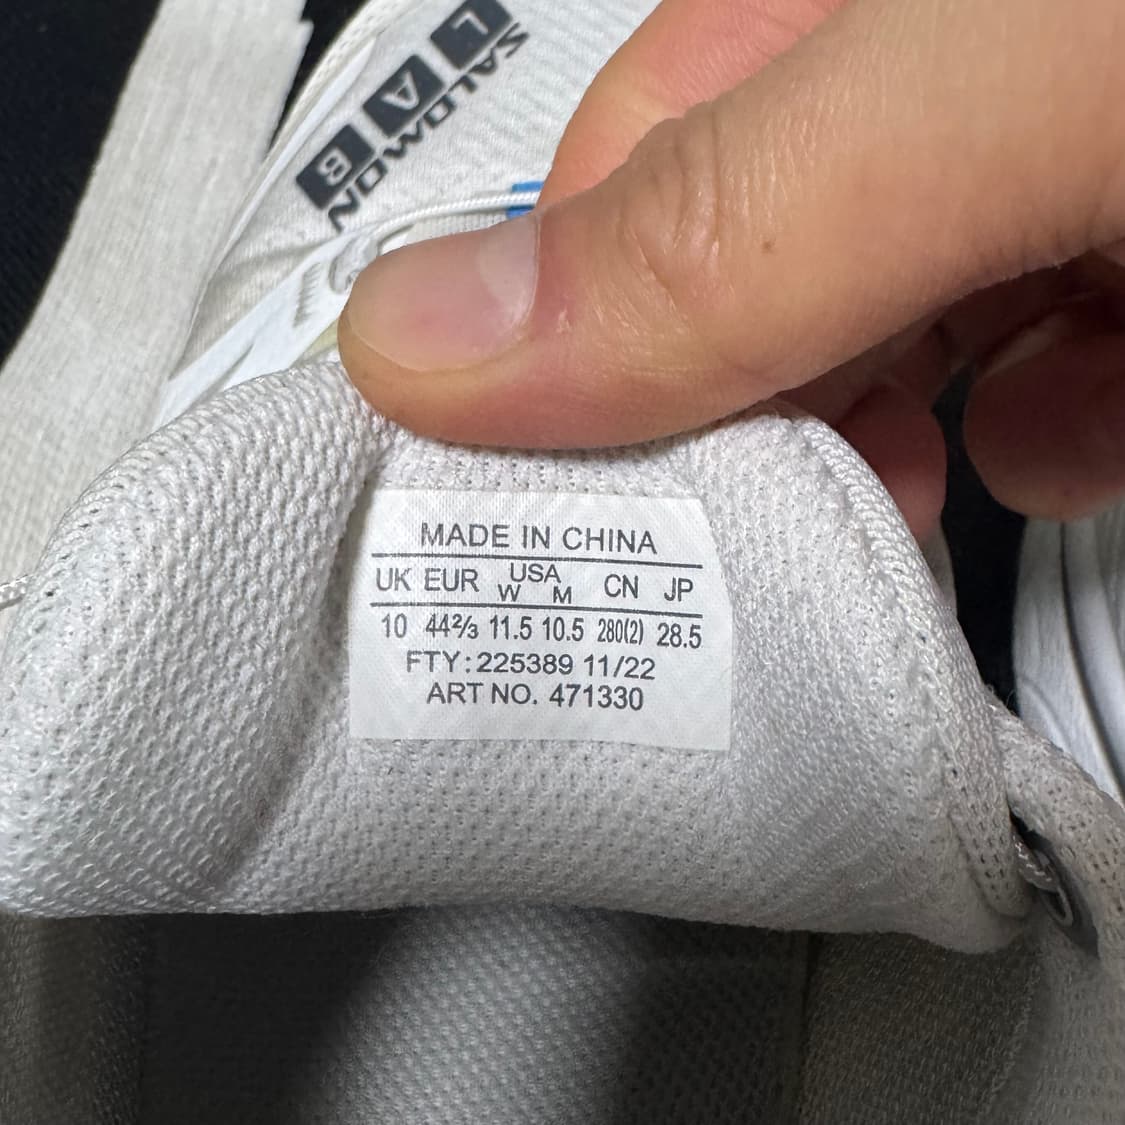 LAB
SALOMON
MADE IN CHINA
UK EUR USA W M CN JP
10 44⅔ 11.5 10.5 280(2) 28.5
FTY: 225389 11/22
ART NO. 471330